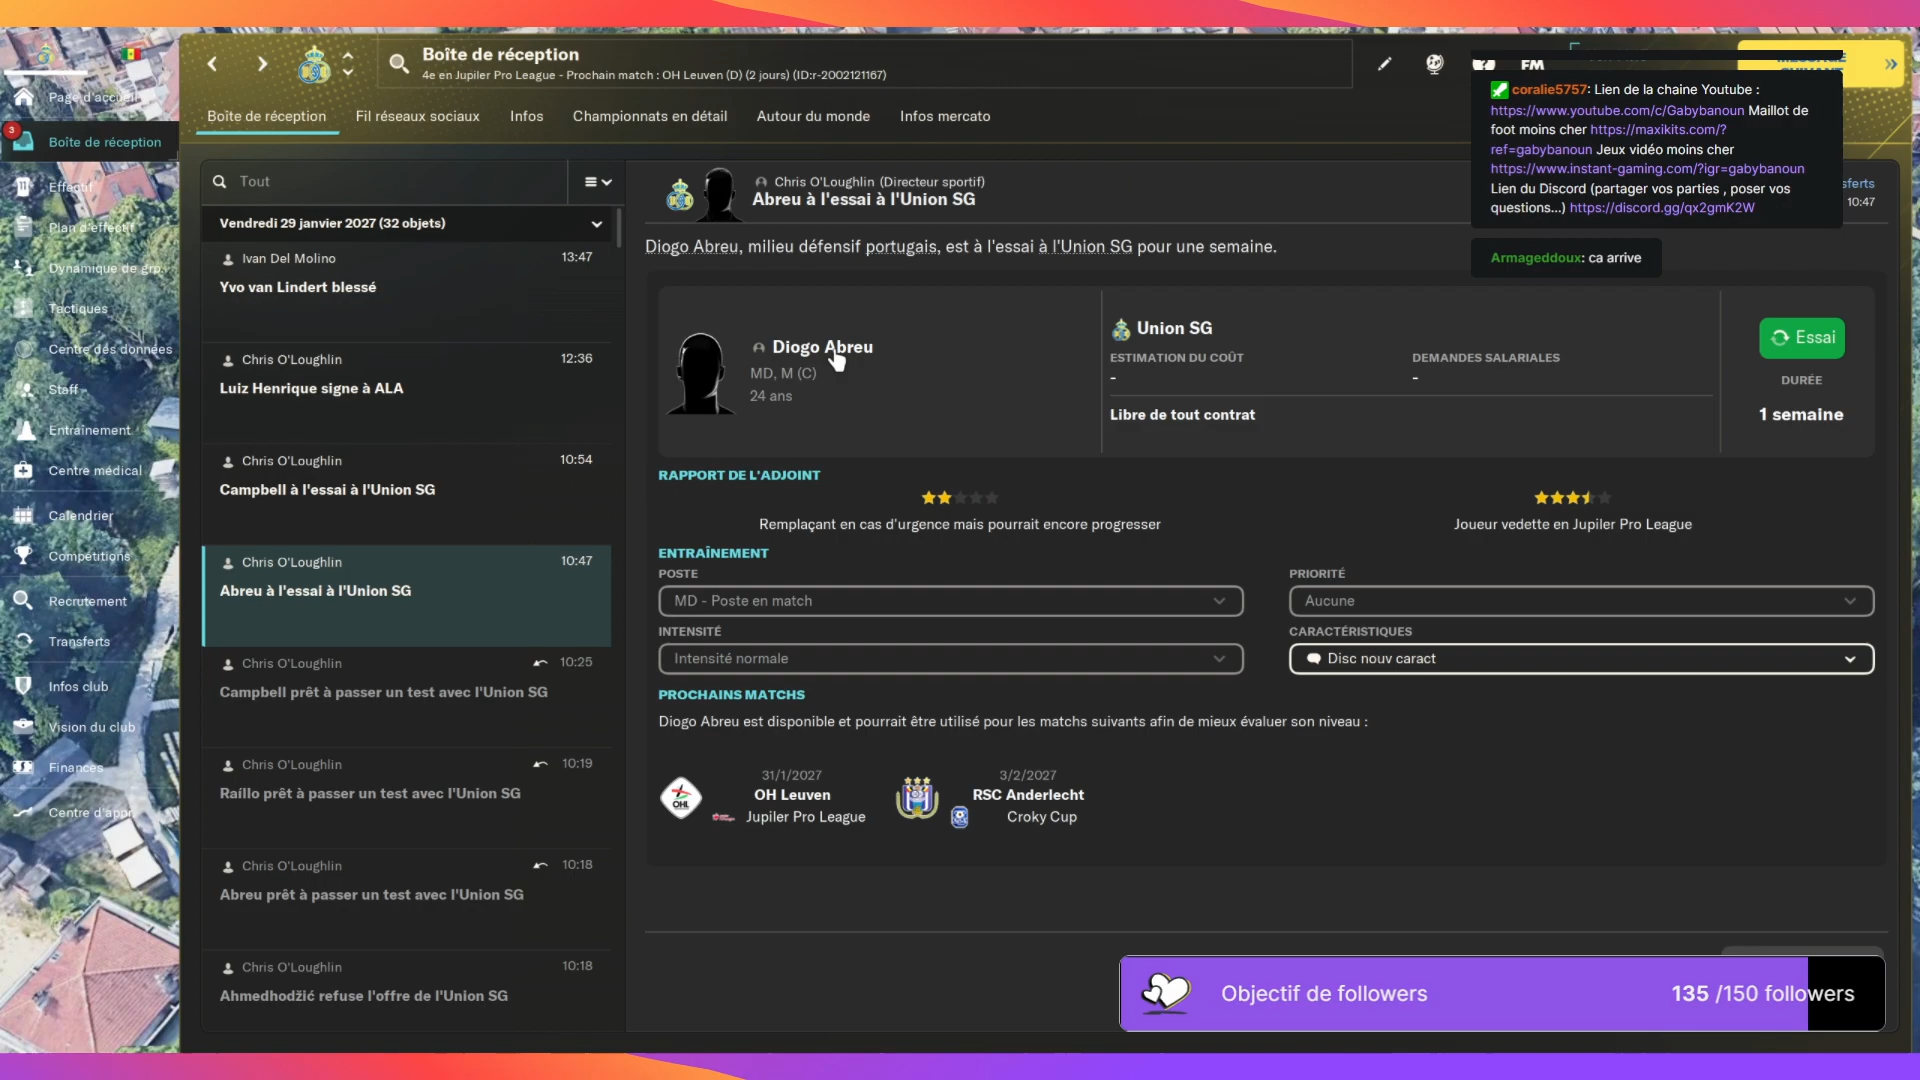 Boîte de réception
4e en Jupiler Pro League - Prochain match : OH Leuven (D) (2 jours) (ID:r-2002121167)
FM
Boîte de réception
Fil réseaux sociaux
Infos
Championnats en détail
Autour du monde
Infos mercato
coralie5757: Lien de la chaine Youtube :
https://www.youtube.com/c/Gabybanoun Maillot de
foot moins cher https://maxikits.com/?
ref=gabybanoun Jeux vidéo moins cher
https://www.instant-gaming.com/?igr=gabybanoun
Lien du Discord (partager vos parties , poser vos
questions...) https://discord.gg/qx2gmK2W
Armageddoux: ca arrive
Page d'accueil
3
Boîte de réception
Effectif
Plan d'effectif
Dynamique de grp.
Tactiques
Centre des données
Staff
Entraînement
Centre médical
Calendrier
Compétitions
Recrutement
Transferts
Infos club
Vision du club
Finances
Centre d'appr
Tout
Vendredi 29 janvier 2027 (32 objets)
Ivan Del Molino 13:47
Yvo van Lindert blessé
Chris O'Loughlin 12:36
Luiz Henrique signe à ALA
Chris O'Loughlin 10:54
Campbell à l'essai à l'Union SG
Chris O'Loughlin 10:47
Abreu à l'essai à l'Union SG
Chris O'Loughlin 10:25
Campbell prêt à passer un test avec l'Union SG
Chris O'Loughlin 10:19
Raíllo prêt à passer un test avec l'Union SG
Chris O'Loughlin 10:18
Abreu prêt à passer un test avec l'Union SG
Chris O'Loughlin 10:18
Ahmedhodžić refuse l'offre de l'Union SG
Chris O'Loughlin (Directeur sportif)
Abreu à l'essai à l'Union SG
sferts
10:47
Diogo Abreu, milieu défensif portugais, est à l'essai à l'Union SG pour une semaine.
Diogo Abreu
MD, M (C)
24 ans
Union SG
ESTIMATION DU COÛT
-
DEMANDES SALARIALES
-
Libre de tout contrat
Essai
DURÉE
1 semaine
RAPPORT DE L'ADJOINT
Remplaçant en cas d'urgence mais pourrait encore progresser
Joueur vedette en Jupiler Pro League
ENTRAÎNEMENT
POSTE
MD - Poste en match
PRIORITÉ
Aucune
INTENSITÉ
Intensité normale
CARACTÉRISTIQUES
Disc nouv caract
PROCHAINS MATCHS
Diogo Abreu est disponible et pourrait être utilisé pour les matchs suivants afin de mieux évaluer son niveau :
OHL
31/1/2027
OH Leuven
Jupiler Pro League
3/2/2027
RSC Anderlecht
Croky Cup
Objectif de followers
135 /150 followers